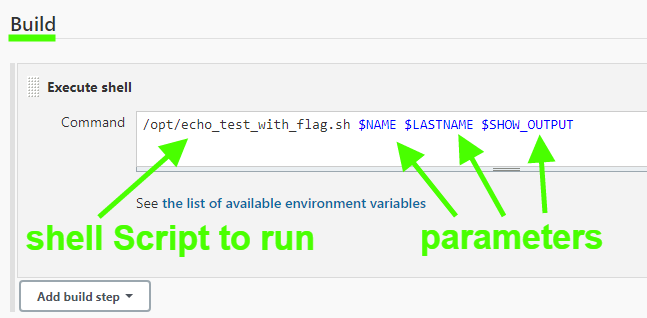 Build
Execute shell
Command
/opt/echo_test_with_flag.sh $NAME $LASTNAME $SHOW_OUTPUT
See the list of available environment variables
shell Script to run
parameters
Add build step